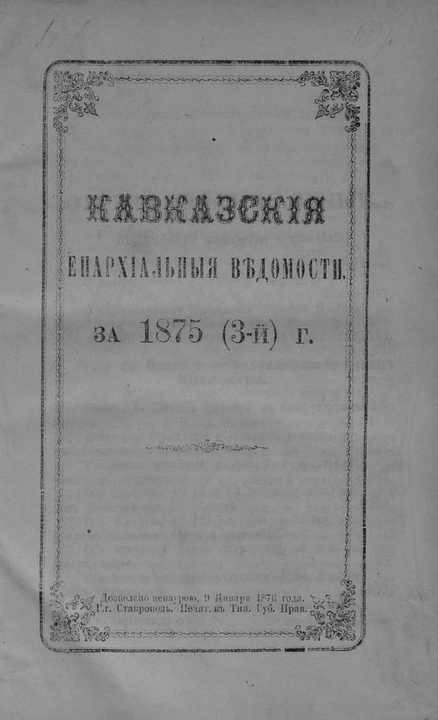 КАВКАЗСКІЯ
ЕПАРХІАЛЬНЫЯ ВѢДОМОСТИ.
ЗА 1875 (3-й) г.
Дозволено цензурою, 9 Января 1876 года.
Г.г. Ставрополь. Печат. въ Тип. Губ. Прав.